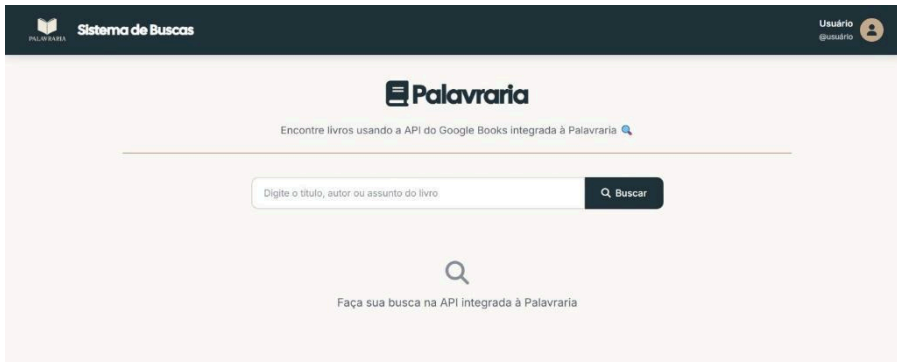 PALAVRARIA
Sistema de Buscas
Usuário
@usuário
Palavraria
Encontre livros usando a API do Google Books integrada à Palavraria
Digite o título, autor ou assunto do livro
Buscar
Faça sua busca na API integrada à Palavraria